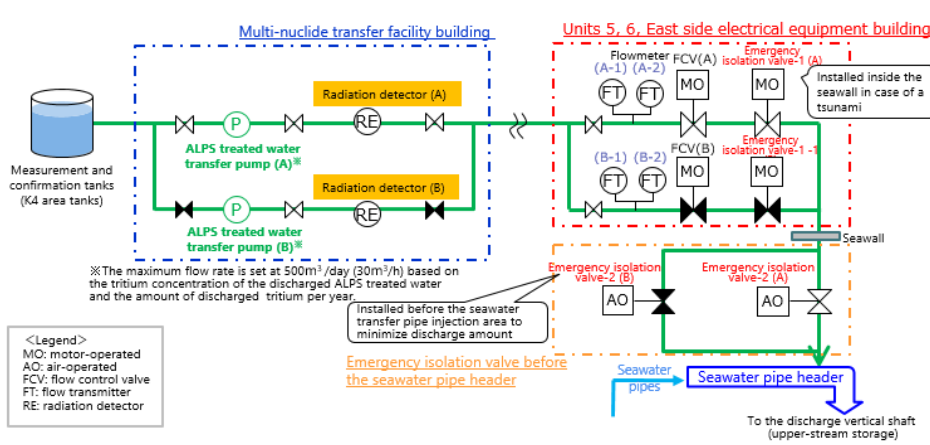 Multi-nuclide transfer facility building
Units 5, 6, East side electrical equipment building
Flowmeter
(A-1) (A-2)
FCV(A)
Emergency
isolation valve-1 (A)
FT
FT
MO
MO
Installed inside the
seawall in case of a
tsunami
Radiation detector (A)
P
RE
ALPS treated water
transfer pump (A)※
Measurement and
confirmation tanks
(K4 area tanks)
(B-1) (B-2)
FCV(B)
Emergency
isolation valve-1 -1
FT
FT
MO
MO
Radiation detector (B)
P
RE
ALPS treated water
transfer pump (B)※
Seawall
※The maximum flow rate is set at 500m³ /day (30m³/h) based on
the tritium concentration of the discharged ALPS treated water
and the amount of discharged tritium per year.
Emergency isolation
valve-2 (B)
Emergency isolation
valve-2 (A)
AO
AO
Installed before the seawater
transfer pipe injection area to
minimize discharge amount
Emergency isolation valve before
the seawater pipe header
<Legend>
MO: motor-operated
AO: air-operated
FCV: flow control valve
FT: flow transmitter
RE: radiation detector
Seawater
pipes
Seawater pipe header
To the discharge vertical shaft
(upper-stream storage)